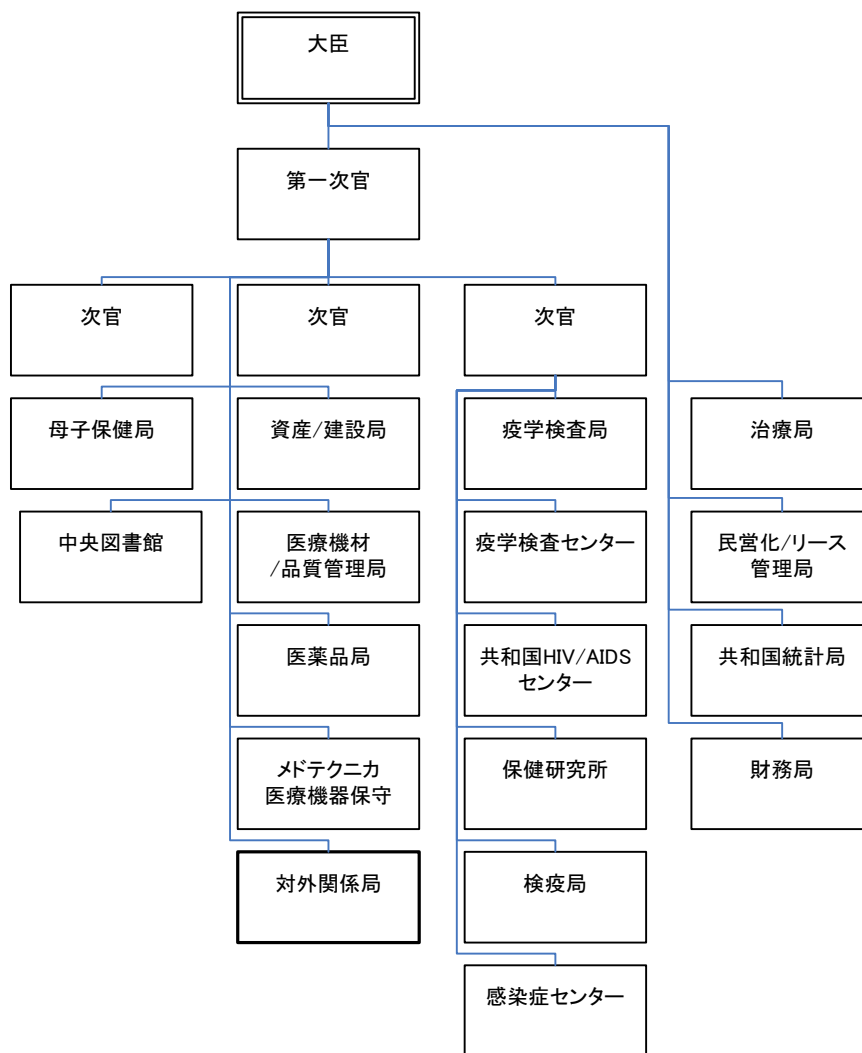 大臣
第一次官
次官
次官
次官
母子保健局
資産/建設局
疫学検査局
治療局
中央図書館
医療機材
/品質管理局
疫学検査センター
民営化/リース
管理局
医薬品局
共和国HIV/AIDS
センター
共和国統計局
メドテクニカ
医療機器保守
保健研究所
財務局
対外関係局
検疫局
感染症センター